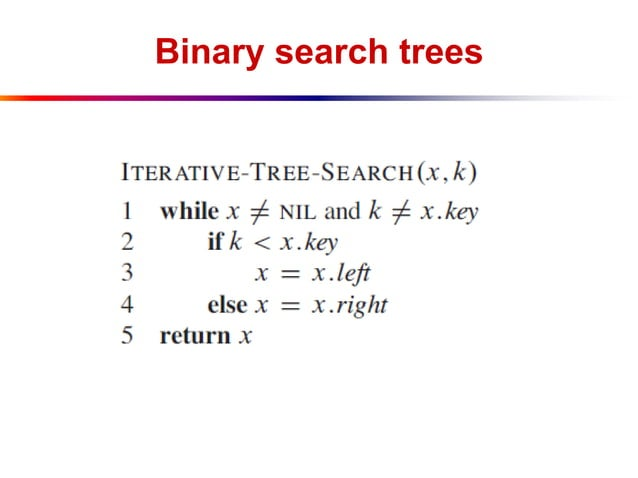 Binary search trees
ITERATIVE-TREE-SEARCH(x, k)
1 while x ≠ NIL and k ≠ x.key
2 if k < x.key
3 x = x.left
4 else x = x.right
5 return x